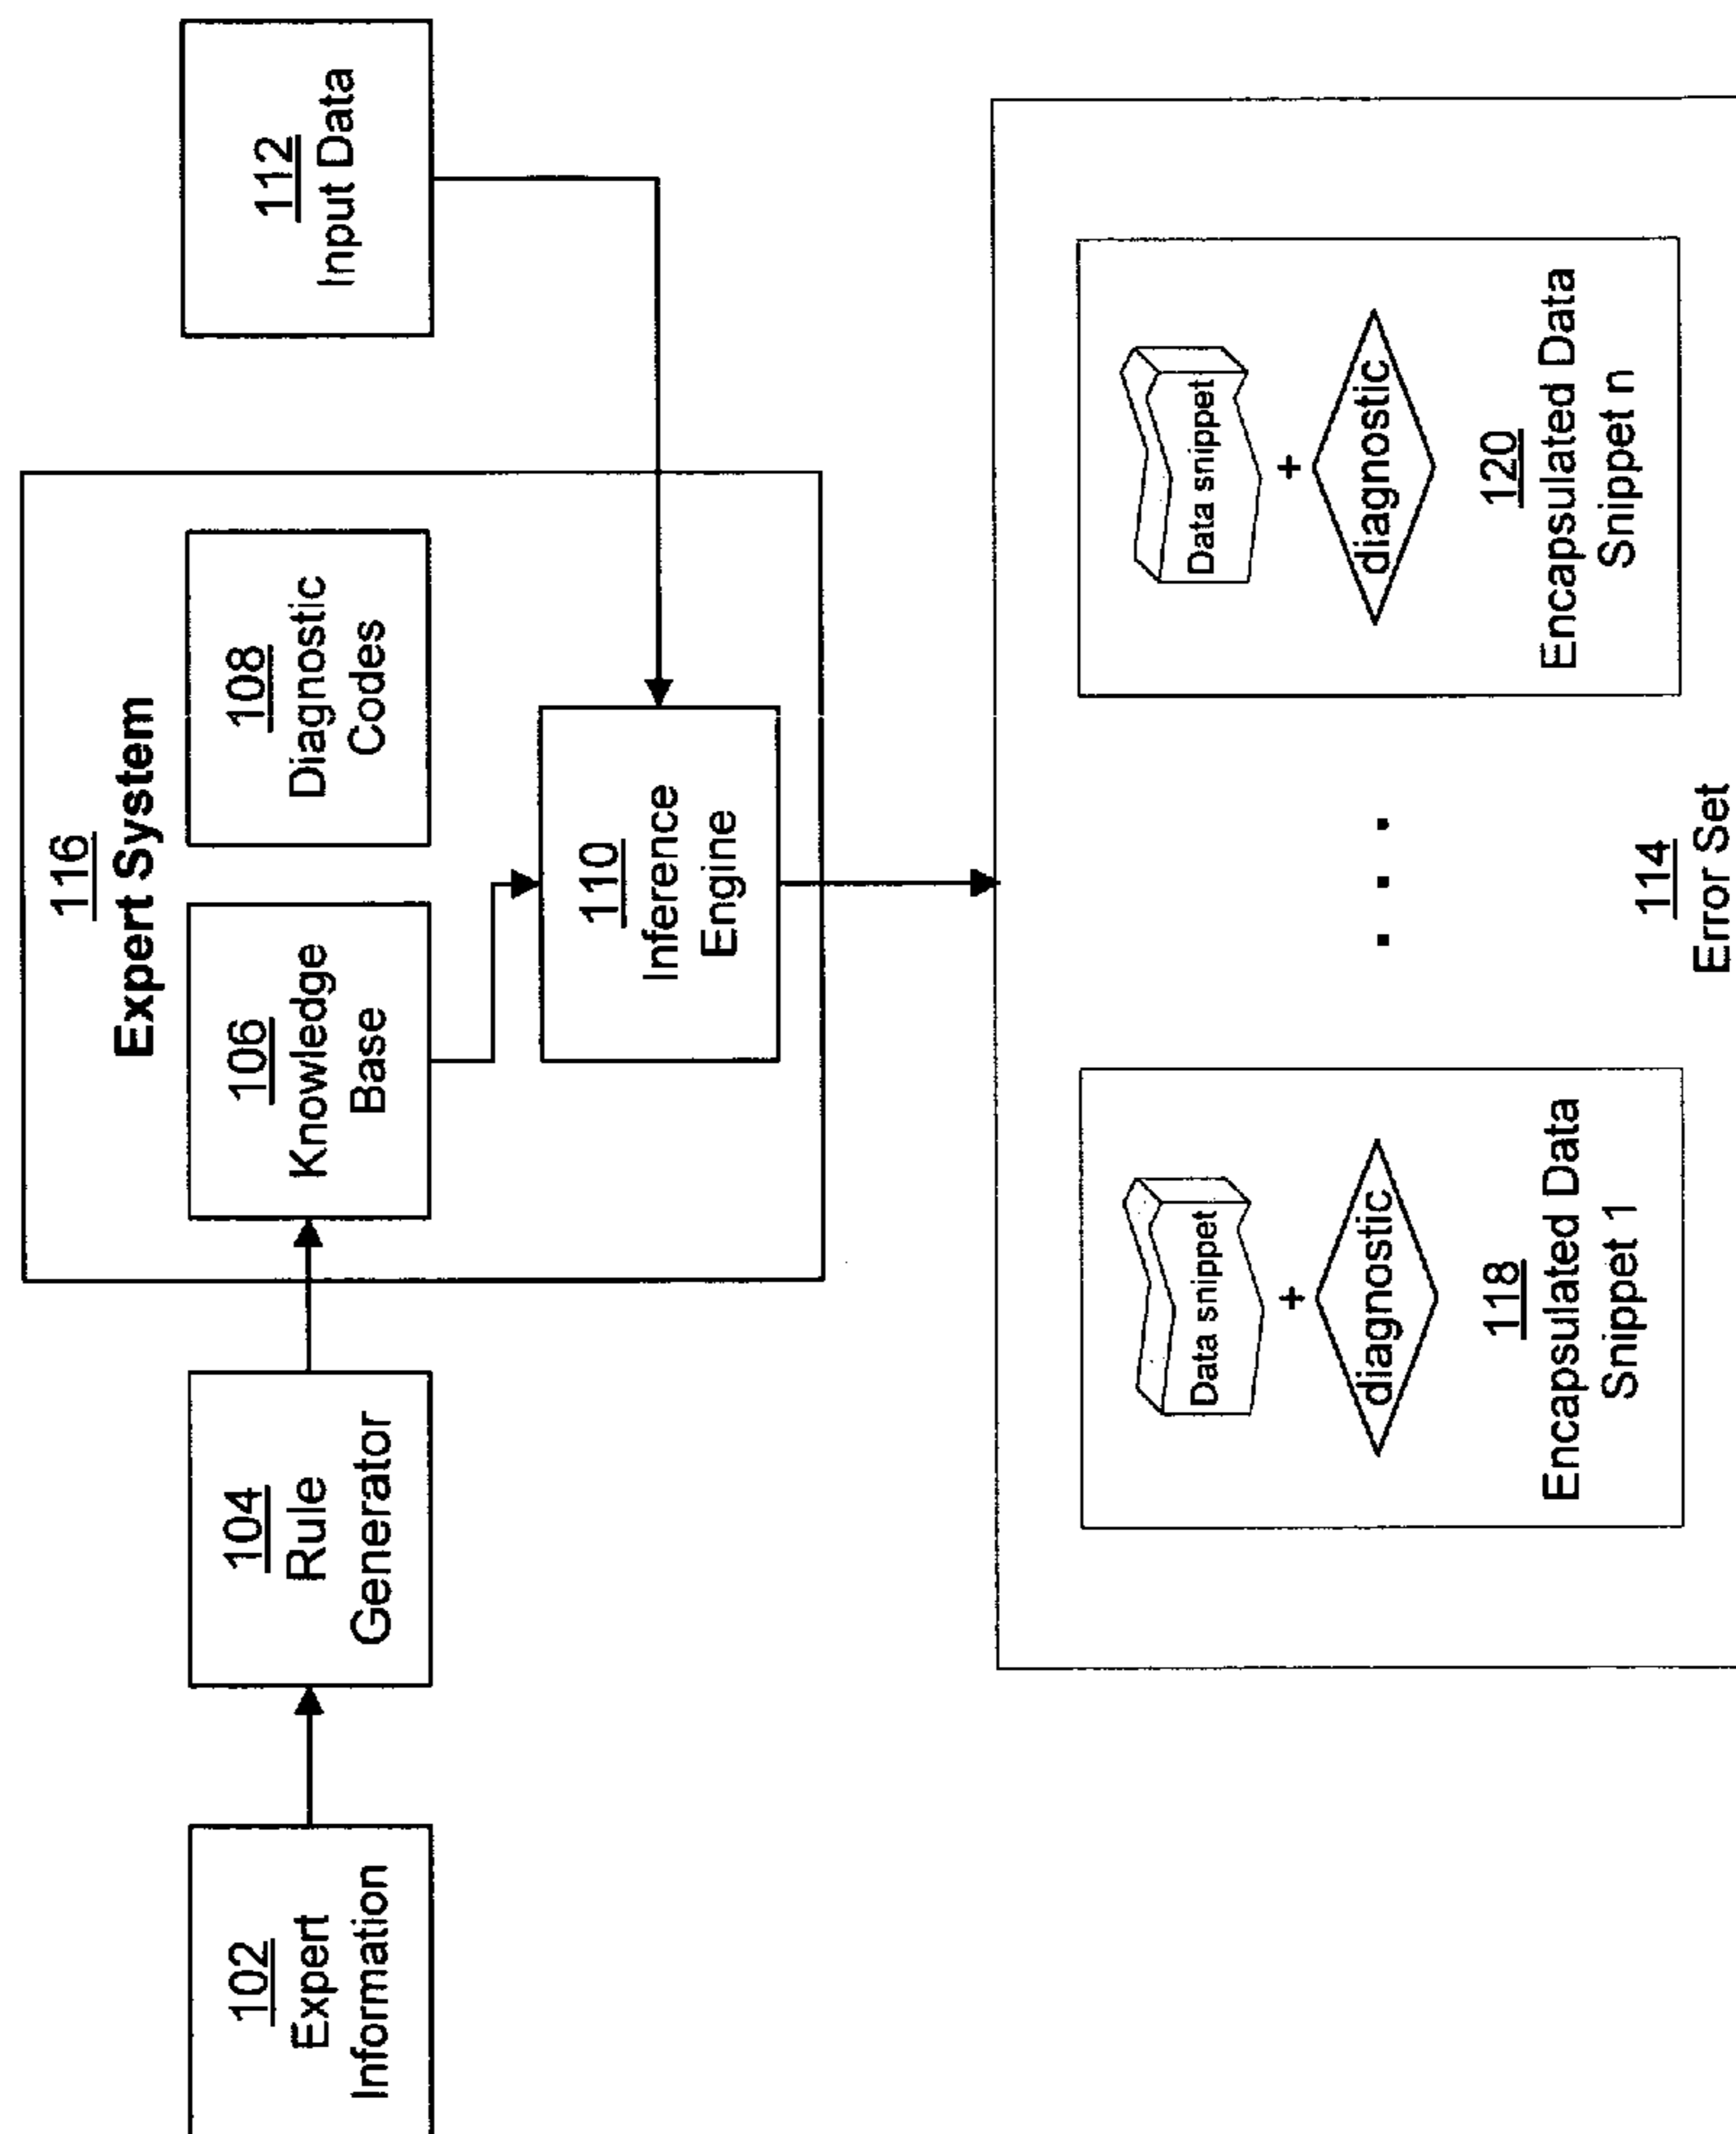 116
Expert System
102
Expert
Information
104
Rule
Generator
106
Knowledge
Base
108
Diagnostic
Codes
112
Input Data
110
Inference
Engine
Data snippet
+
diagnostic
118
Encapsulated Data
Snippet 1
. . .
Data snippet
+
diagnostic
120
Encapsulated Data
Snippet n
114
Error Set